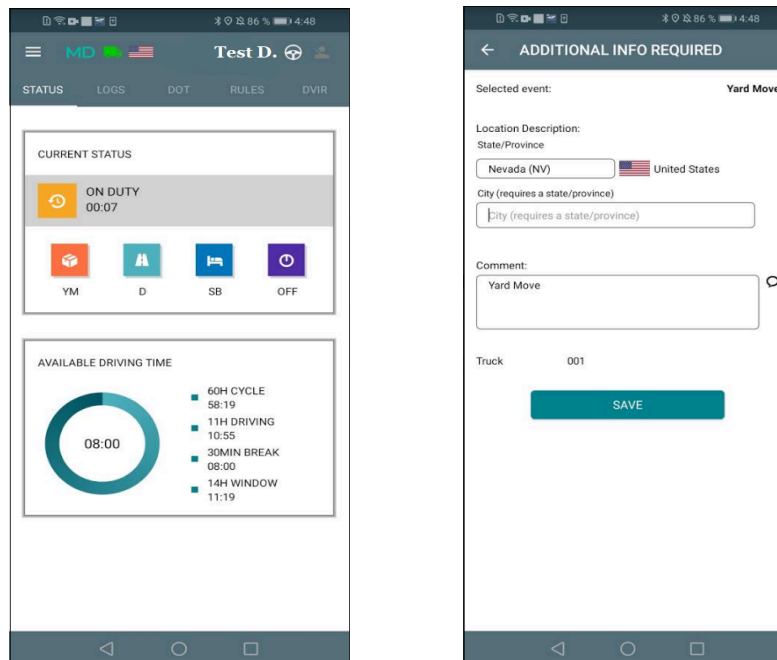 86 % 4:48
MD Test D.
STATUS LOGS DOT RULES DVIR
CURRENT STATUS
ON DUTY
00:07
YM D SB OFF
AVAILABLE DRIVING TIME
08:00
60H CYCLE
58:19
11H DRIVING
10:55
30MIN BREAK
08:00
14H WINDOW
11:19
86 % 4:48
ADDITIONAL INFO REQUIRED
Selected event: Yard Move
Location Description:
State/Province
Nevada (NV) United States
City (requires a state/province)
City (requires a state/province)
Comment:
Yard Move
Truck 001
SAVE